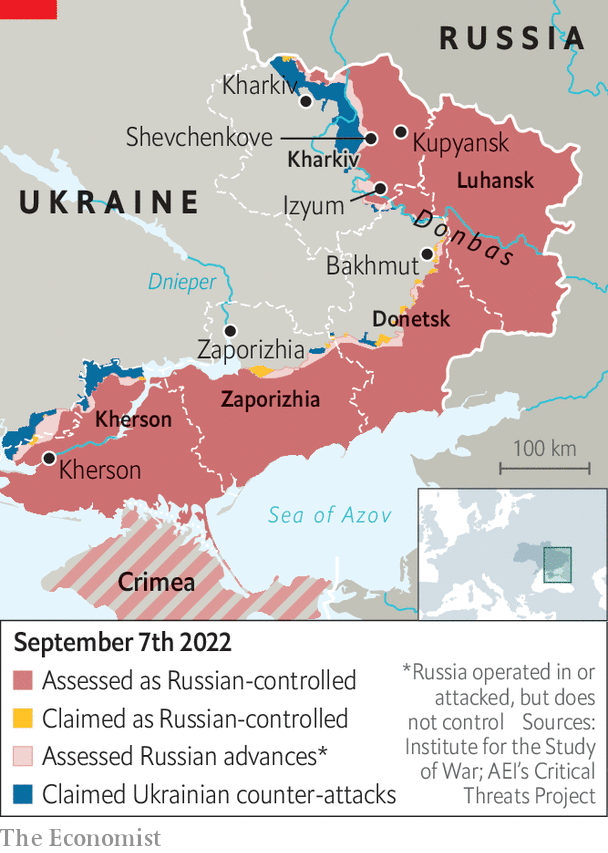 RUSSIA
Kharkiv
Shevchenkove
Kupyansk
Kharkiv
Luhansk
UKRAINE
Izyum
Donbas
Bakhmut
Dnieper
Donetsk
Zaporizhia
Zaporizhia
Kherson
Kherson
100 km
Sea of Azov
Crimea
September 7th 2022
Assessed as Russian-controlled
Claimed as Russian-controlled
Assessed Russian advances*
Claimed Ukrainian counter-attacks
*Russia operated in or
attacked, but does
not control Sources:
Institute for the Study
of War; AEI’s Critical
Threats Project
The Economist